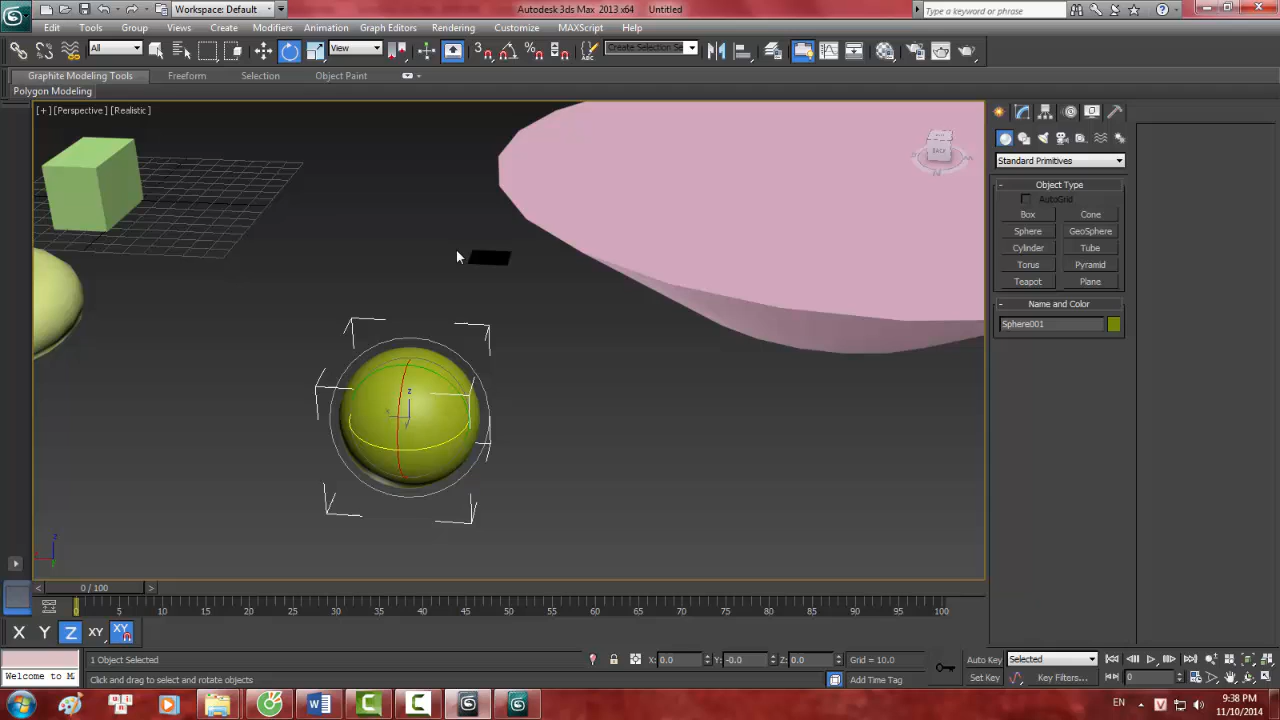 Workspace: Default
Autodesk 3ds Max 2013 x64    Untitled
Type a keyword or phrase
Edit Tools Group Views Create Modifiers Animation Graph Editors Rendering Customize MAXScript Help
All
View
Create Selection Se
Graphite Modeling Tools Freeform Selection Object Paint
Polygon Modeling
[ + ] [Perspective ] [Realistic ]
BACK
Standard Primitives
- Object Type
AutoGrid
Box Cone
Sphere GeoSphere
Cylinder Tube
Torus Pyramid
Teapot Plane
- Name and Color
Sphere001
z
z
< 0 / 100 >
0 5 10 15 20 25 30 35 40 45 50 55 60 65 70 75 80 85 90 95 100
X Y Z XY XY
1 Object Selected
X: 0.0 Y: -0.0 Z: 0.0 Grid = 10.0
Auto Key Selected
Welcome to M
Click and drag to select and rotate objects
Add Time Tag
Set Key Key Filters... 0
EN
V
9:38 PM
11/10/2014